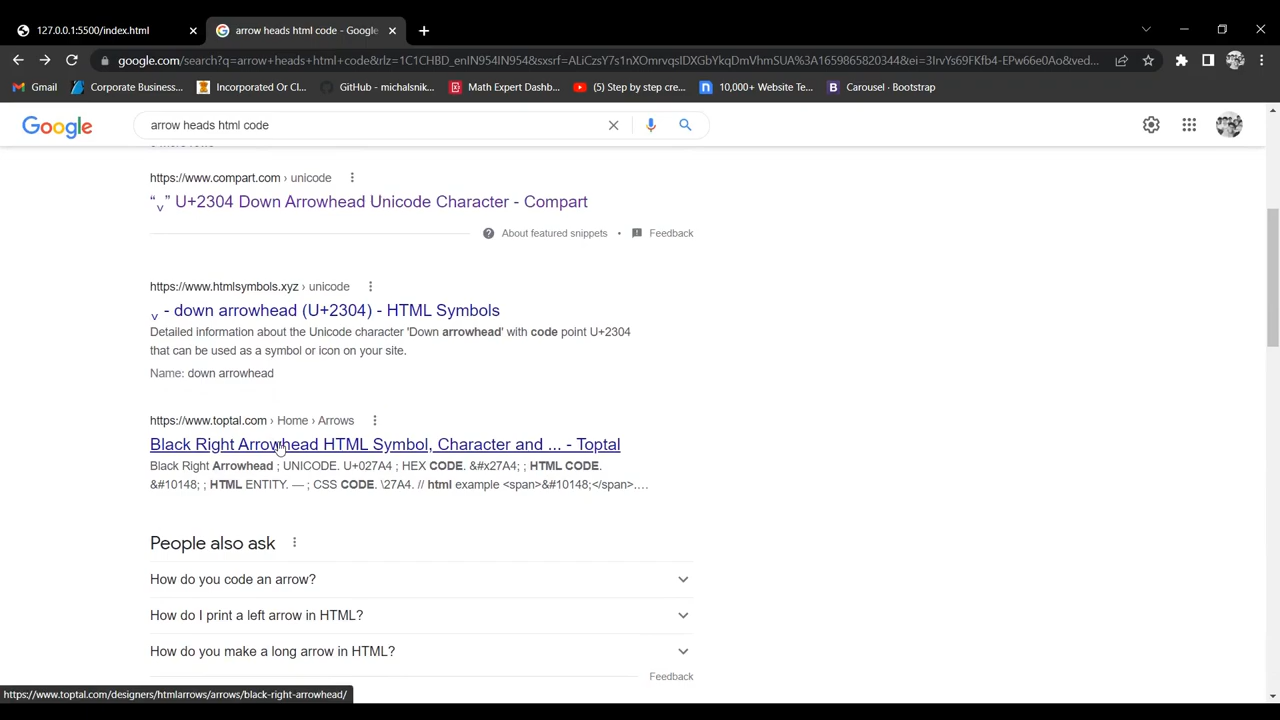 127.0.0.1:5500/index.html
arrow heads html code - Google
google.com/search?q=arrow+heads+html+code&rlz=1C1CHBD_enIN954IN954&sxsrf=ALiCzsY7s1nXOmrvqsIDXGbYkqDmVhmSUA%3A1659865820344&ei=3IrvYs69FKfb4-EPw66e0Ao&ved...
Gmail
Corporate Business...
Incorporated Or Cl...
GitHub - michalsnik...
Math Expert Dashb...
(5) Step by step cre...
10,000+ Website Te...
Carousel · Bootstrap
Google
arrow heads html code
https://www.compart.com › unicode
“⌄” U+2304 Down Arrowhead Unicode Character - Compart
About featured snippets • Feedback
https://www.htmlsymbols.xyz › unicode
⌄ - down arrowhead (U+2304) - HTML Symbols
Detailed information about the Unicode character 'Down arrowhead' with code point U+2304
that can be used as a symbol or icon on your site.
Name: down arrowhead
https://www.toptal.com › Home › Arrows
Black Right Arrowhead HTML Symbol, Character and ... - Toptal
Black Right Arrowhead ; UNICODE. U+027A4 ; HEX CODE. &#x27A4; ; HTML CODE.
&#10148; ; HTML ENTITY. — ; CSS CODE. \27A4. // html example <span>&#10148;</span>....
People also ask
How do you code an arrow?
How do I print a left arrow in HTML?
How do you make a long arrow in HTML?
Feedback
https://www.toptal.com/designers/htmlarrows/arrows/black-right-arrowhead/